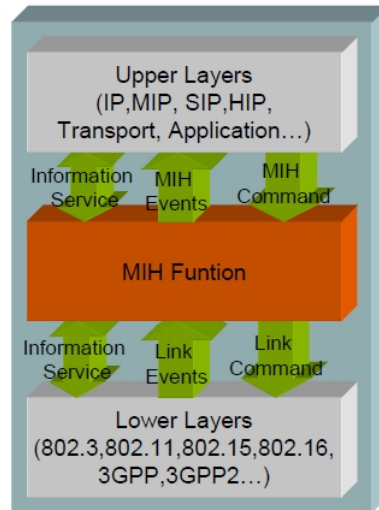 Upper Layers
(IP,MIP, SIP,HIP,
Transport, Application…)
Information
Service
MIH
Events
MIH
Command
MIH Funtion
Information
Service
Link
Events
Link
Command
Lower Layers
(802.3,802.11,802.15,802.16,
3GPP,3GPP2…)